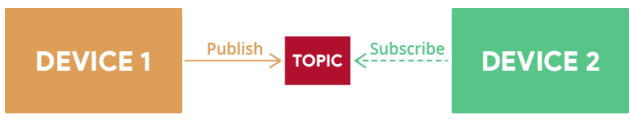 DEVICE 1
Publish
TOPIC
Subscribe
DEVICE 2